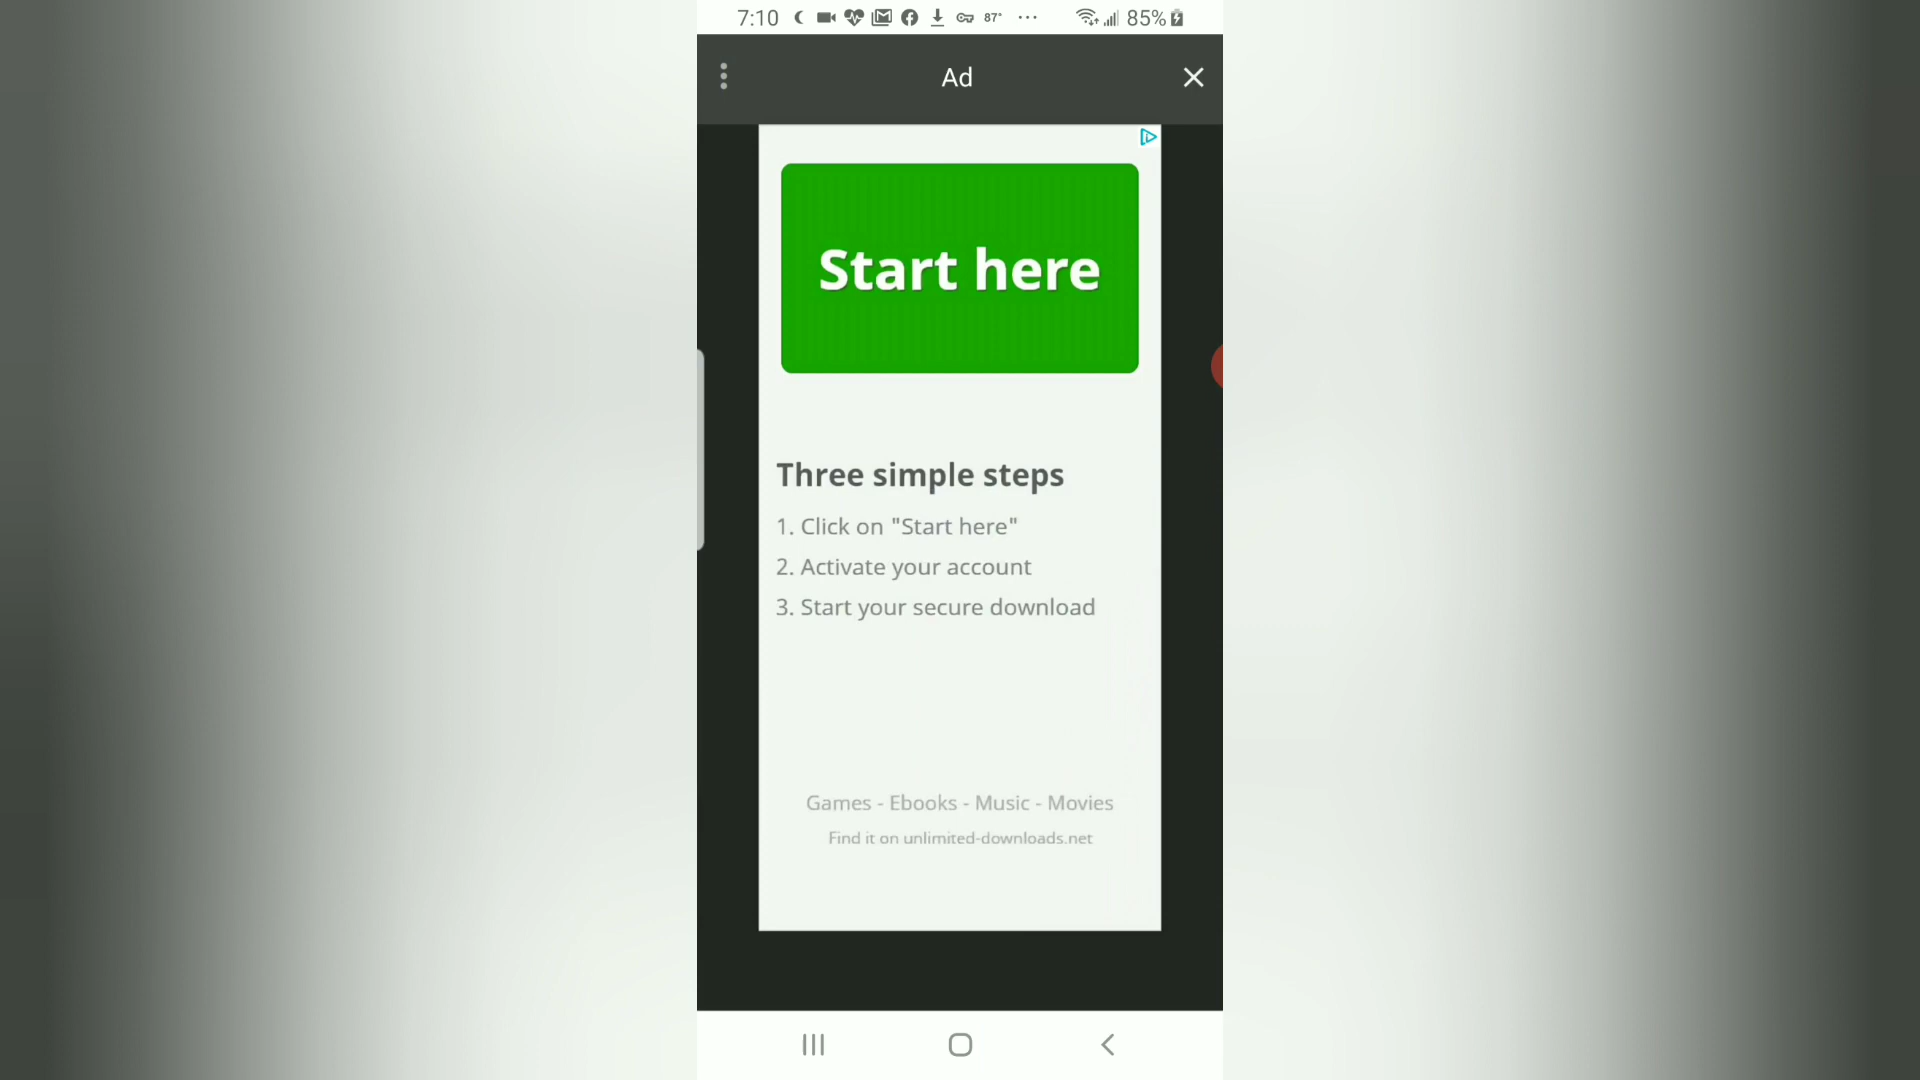 7:10 87° ... 85%
Ad
Start here
Three simple steps
1. Click on "Start here"
2. Activate your account
3. Start your secure download
Games - Ebooks - Music - Movies
Find it on unlimited-downloads.net